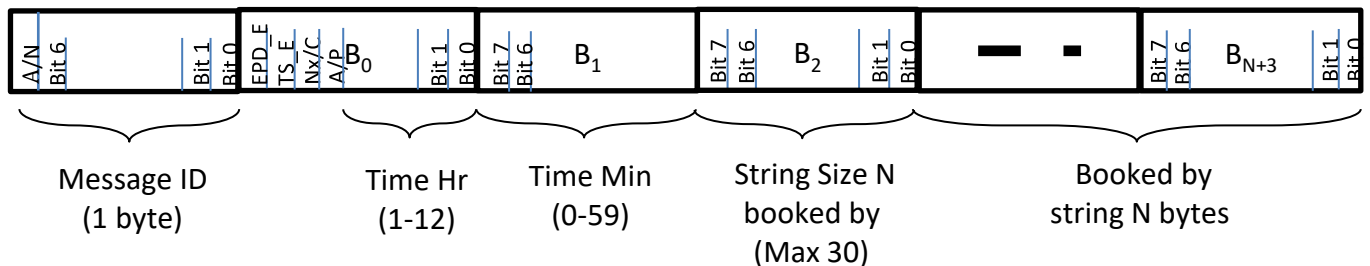 A/N
Bit 6
Bit 1
Bit 0
EPD_E
TS_E
Nx/C
A/P
B0
Bit 1
Bit 0
Bit 7
Bit 6
B1
Bit 7
Bit 6
B2
Bit 1
Bit 0
Bit 7
Bit 6
BN+3
Bit 1
Bit 0
Message ID
(1 byte)
Time Hr
(1-12)
Time Min
(0-59)
String Size N
booked by
(Max 30)
Booked by
string N bytes